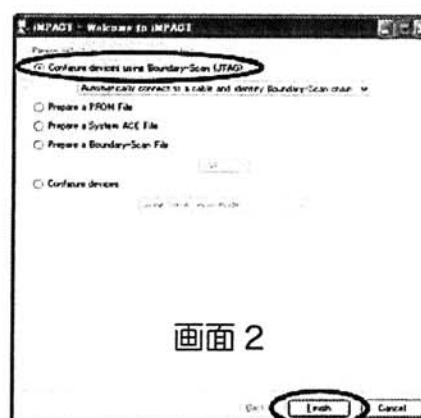 iMPACT - Welcome to iMPACT
Configure devices using Boundary-Scan (JTAG)
Automatically connect to a cable and identify Boundary-Scan chain
Prepare a PROM File
Prepare a System ACE File
Prepare a Boundary-Scan File
Configure devices
画面2
Finish
Cancel